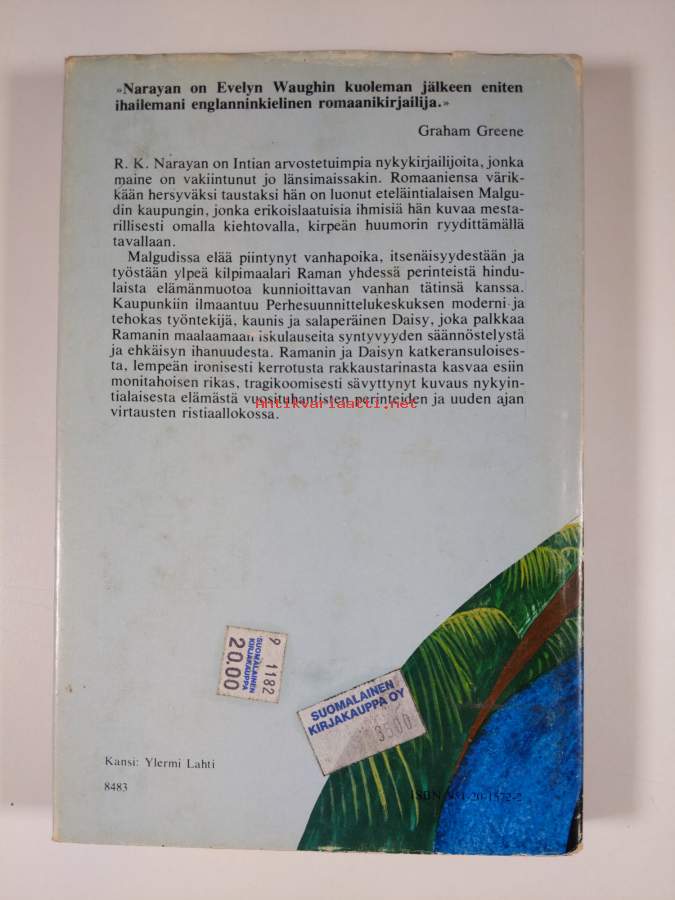 »Narayan on Evelyn Waughin kuoleman jälkeen eniten
ihailemani englanninkielinen romaanikirjailija.»
Graham Greene
R. K. Narayan on Intian arvostetuimpia nykykirjailijoita, jonka
maine on vakiintunut jo länsimaissakin. Romaaniensa värik-
kään hersyväksi taustaksi hän on luonut eteläintialaisen Malgu-
din kaupungin, jonka erikoislaatuisia ihmisiä hän kuvaa mesta-
rillisesti omalla kiehtovalla, kirpeän huumorin ryydittämällä
tavallaan.
Malgudissa elää piintynyt vanhapoika, itsenäisyydestään ja
työstään ylpeä kilpimaalari Raman yhdessä perinteistä hindu-
laista elämänmuotoa kunnioittavan vanhan tätinsä kanssa.
Kaupunkiin ilmaantuu Perhesuunnittelukeskuksen moderni ja
tehokas työntekijä, kaunis ja salaperäinen Daisy, joka palkkaa
Ramanin maalaamaan iskulauseita syntyvyyden säännöstelystä
ja ehkäisyn ihanuudesta. Ramanin ja Daisyn katkeransuloises-
ta, lempeän ironisesti kerrotusta rakkaustarinasta kasvaa esiin
monitahoisen rikas, tragikoomisesti sävyttynyt kuvaus nykyin-
tialaisesta elämästä vuosituhantisten perinteiden ja uuden ajan
virtausten ristiaallokossa.
Antikvariaatti.net
9 1182
SUOMALAINEN
KIRJAKAUPPA
20.00
SUOMALAINEN
KIRJAKAUPPA OY
Kansi: Ylermi Lahti
8483
ISBN